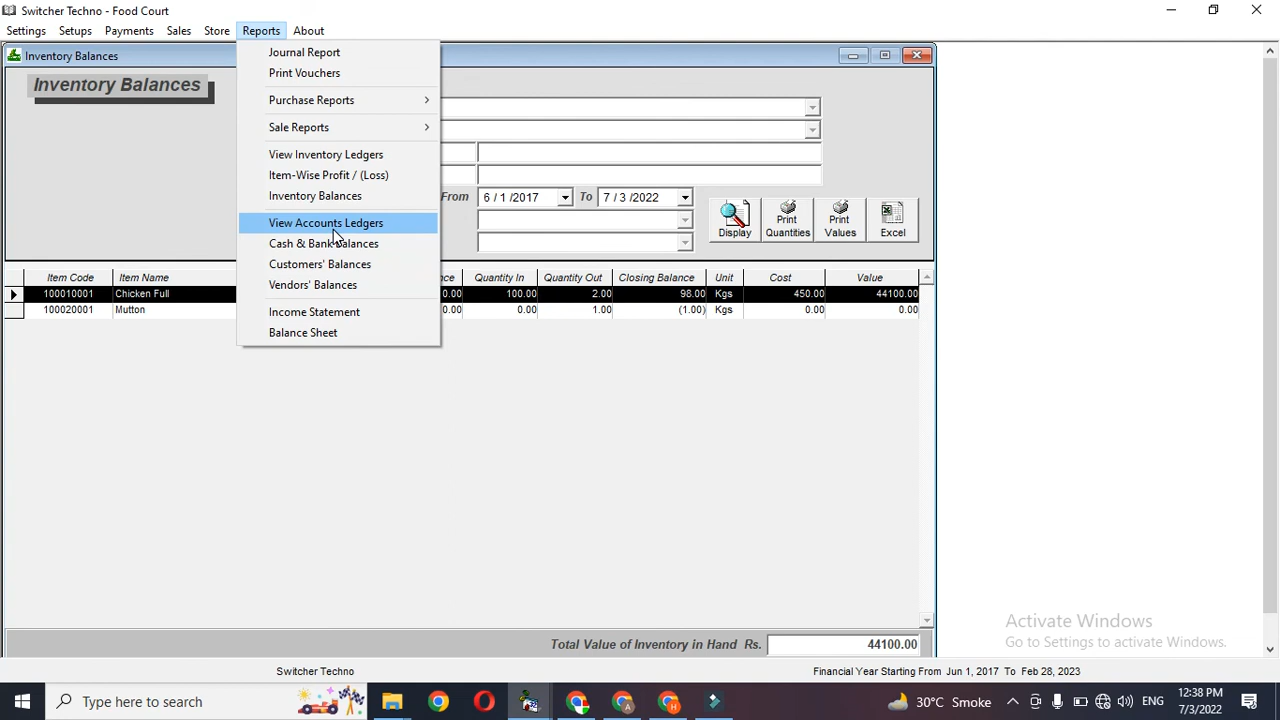 Switcher Techno - Food Court
Settings Setups Payments Sales Store Reports About
Inventory Balances
Inventory Balances
Journal Report
Print Vouchers
Purchase Reports
Sale Reports
View Inventory Ledgers
Item-Wise Profit / (Loss)
Inventory Balances
View Accounts Ledgers
Cash & Bank Balances
Customers' Balances
Vendors' Balances
Income Statement
Balance Sheet
From 6 / 1 /2017 To 7 / 3 /2022
Display
Print Quantities
Print Values
Excel
Item Code Item Name Quantity In Quantity Out Closing Balance Unit Cost Value
100010001 Chicken Full 0.00 100.00 2.00 98.00 Kgs 450.00 44100.00
100020001 Mutton 0.00 0.00 1.00 (1.00) Kgs 0.00 0.00
Total Value of Inventory in Hand Rs. 44100.00
Activate Windows
Go to Settings to activate Windows.
Switcher Techno Financial Year Starting From Jun 1, 2017 To Feb 28, 2023
Type here to search
30°C Smoke
ENG
12:38 PM
7/3/2022